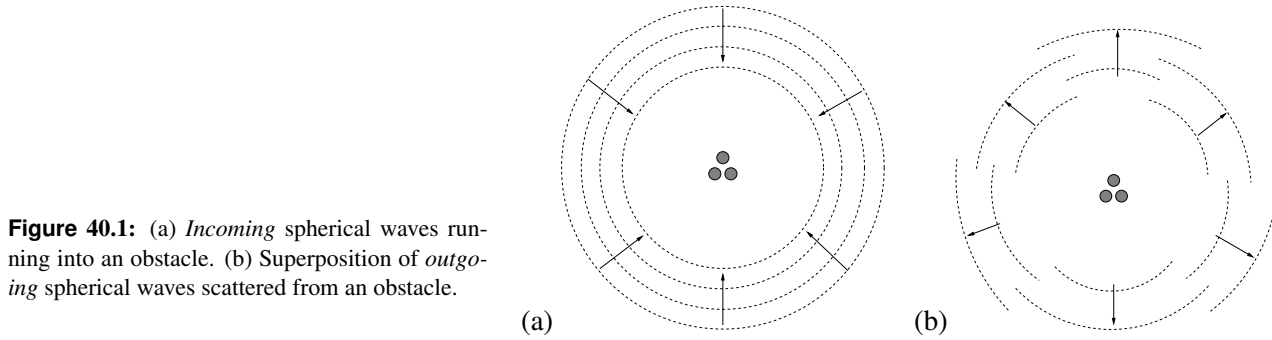 Figure 40.1: (a) Incoming spherical waves run-
ning into an obstacle. (b) Superposition of outgo-
ing spherical waves scattered from an obstacle.
(a)
(b)